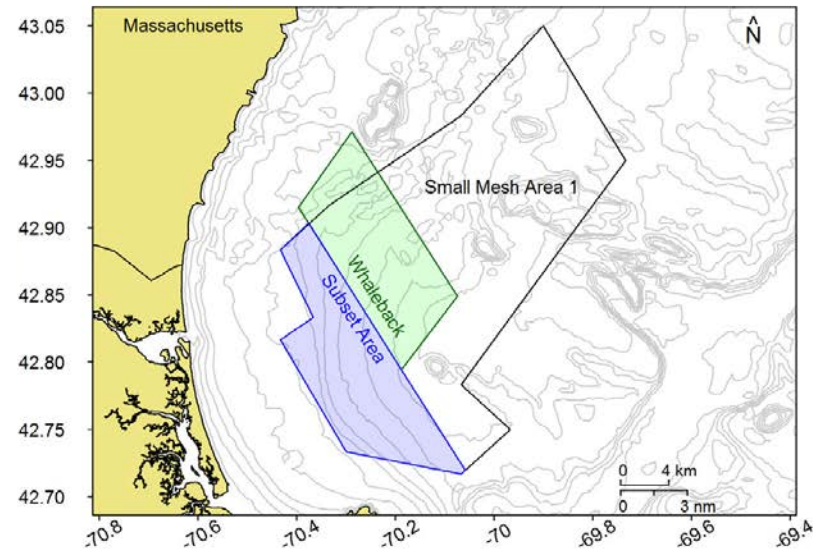 43.05
Massachusetts
N
43.00
42.95
Small Mesh Area 1
42.90
Whaleback
42.85
Subset Area
42.80
42.75
0 4 km
0 3 nm
42.70
-70.8 -70.6 -70.4 -70.2 -70 -69.8 -69.6 -69.4